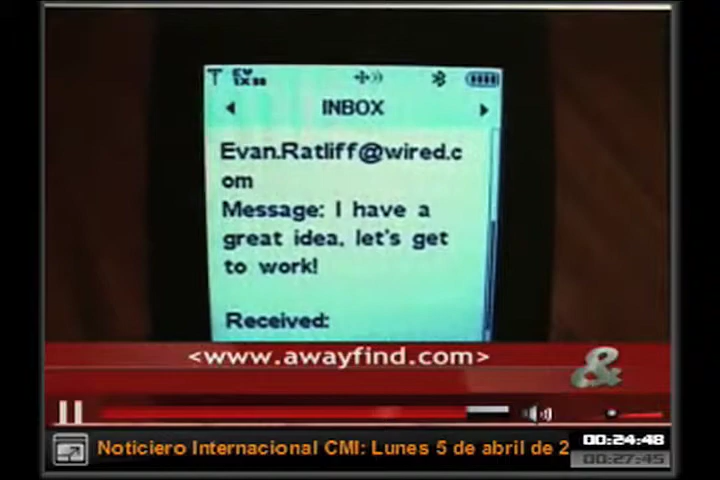 INBOX
Evan.Ratliff@wired.c
om
Message: I have a
great idea, let's get
to work!
Received:
<www.awayfind.com>
&
Noticiero Internacional CMI: Lunes 5 de abril de 2
00:24:48
00:27:45